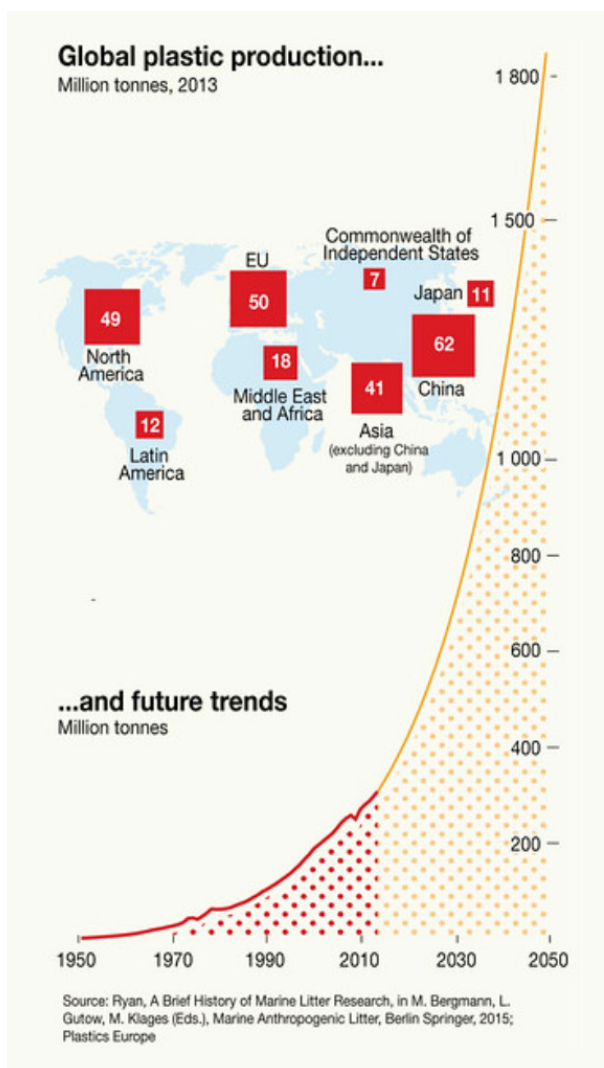 Global plastic production...
Million tonnes, 2013
1 800
1 500
Commonwealth of
Independent States
7
EU
50
Japan 11
49
North
America
62
China
18
Middle East
and Africa
41
Asia
(excluding China
and Japan)
12
Latin
America
1 000
800
600
...and future trends
Million tonnes
400
200
1950 1970 1990 2010 2030 2050
Source: Ryan, A Brief History of Marine Litter Research, in M. Bergmann, L.
Gutow, M. Klages (Eds.), Marine Anthropogenic Litter, Berlin Springer, 2015;
Plastics Europe